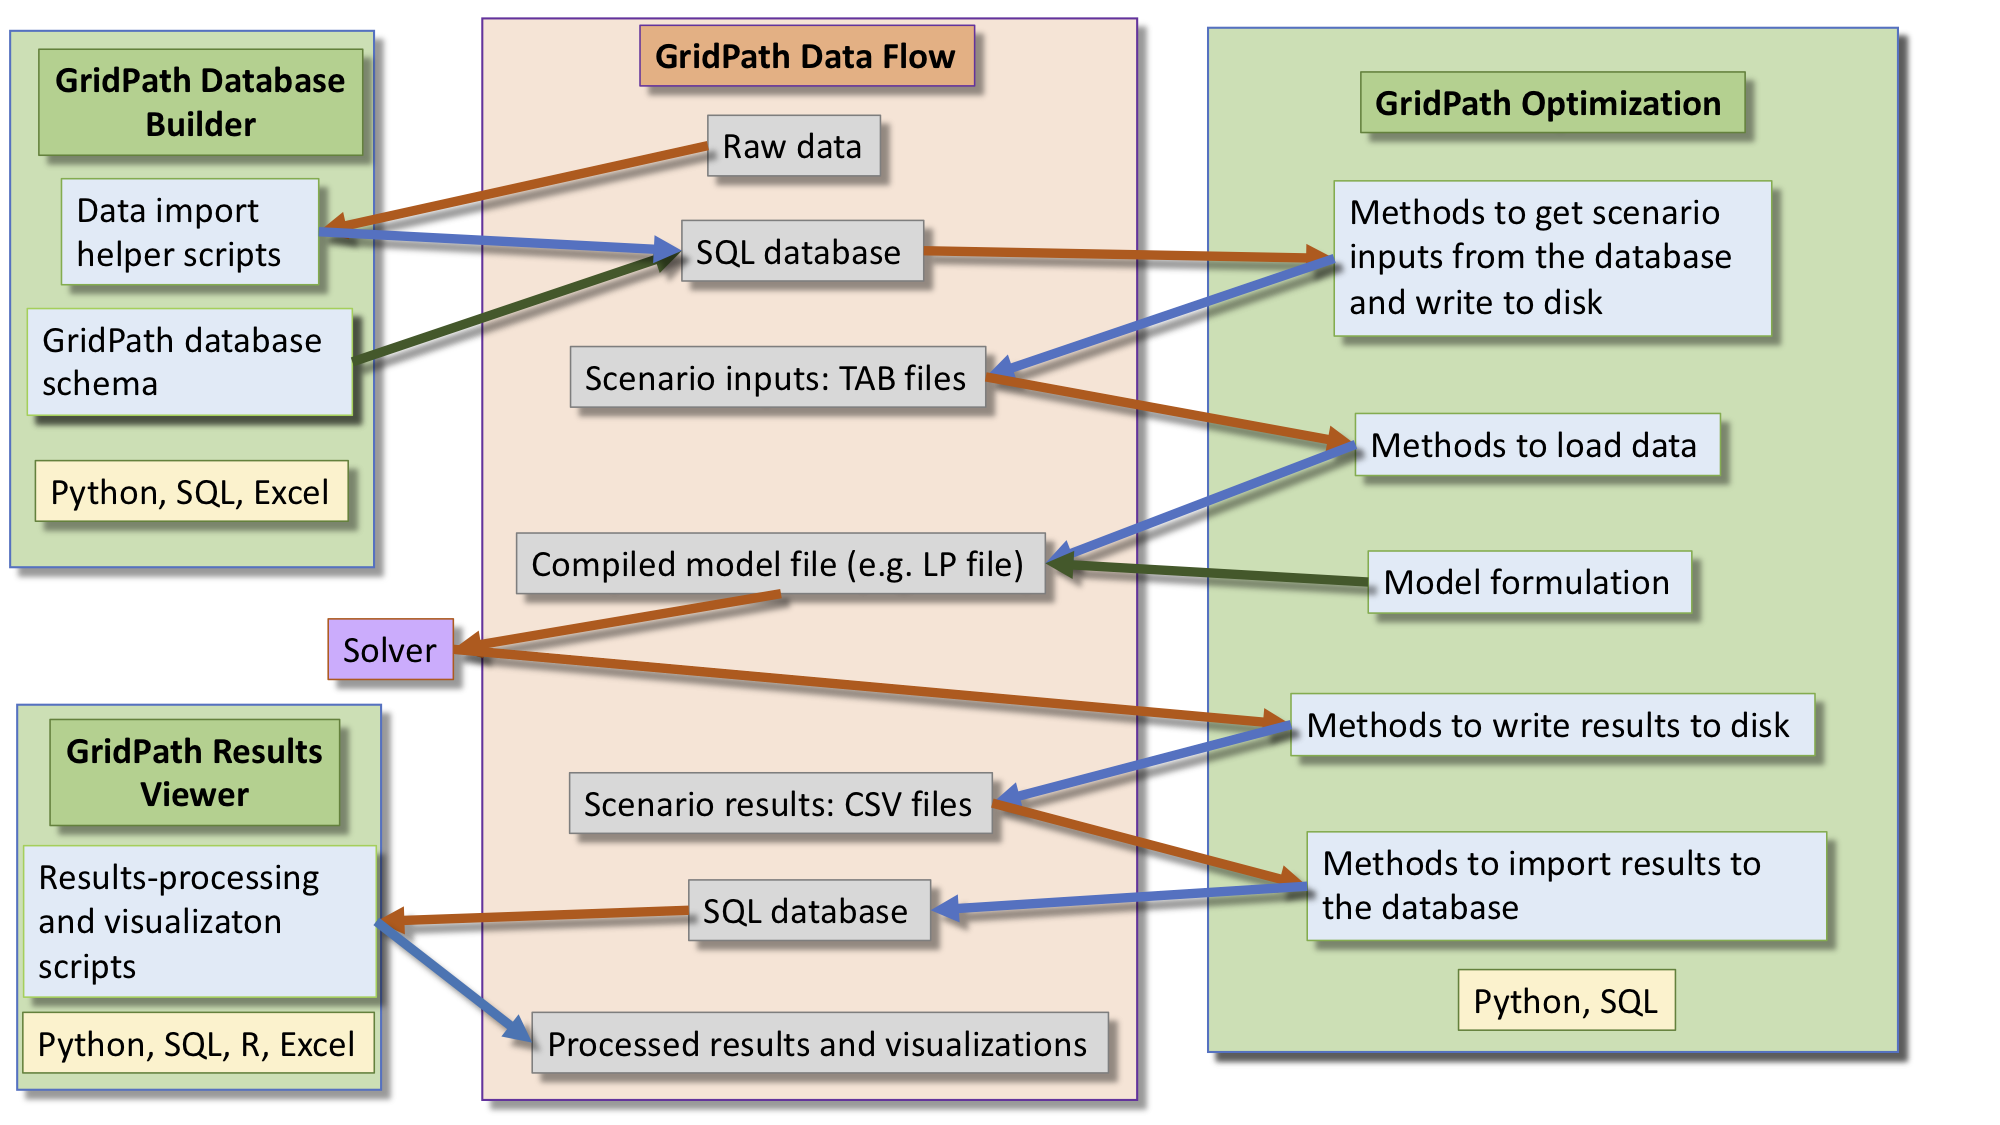 GridPath Database
Builder
Data import
helper scripts
GridPath database
schema
Python, SQL, Excel
GridPath Data Flow
Raw data
SQL database
Scenario inputs: TAB files
Compiled model file (e.g. LP file)
Solver
Scenario results: CSV files
SQL database
Processed results and visualizations
GridPath Optimization
Methods to get scenario
inputs from the database
and write to disk
Methods to load data
Model formulation
Methods to write results to disk
Methods to import results to
the database
Python, SQL
GridPath Results
Viewer
Results-processing
and visualizaton
scripts
Python, SQL, R, Excel